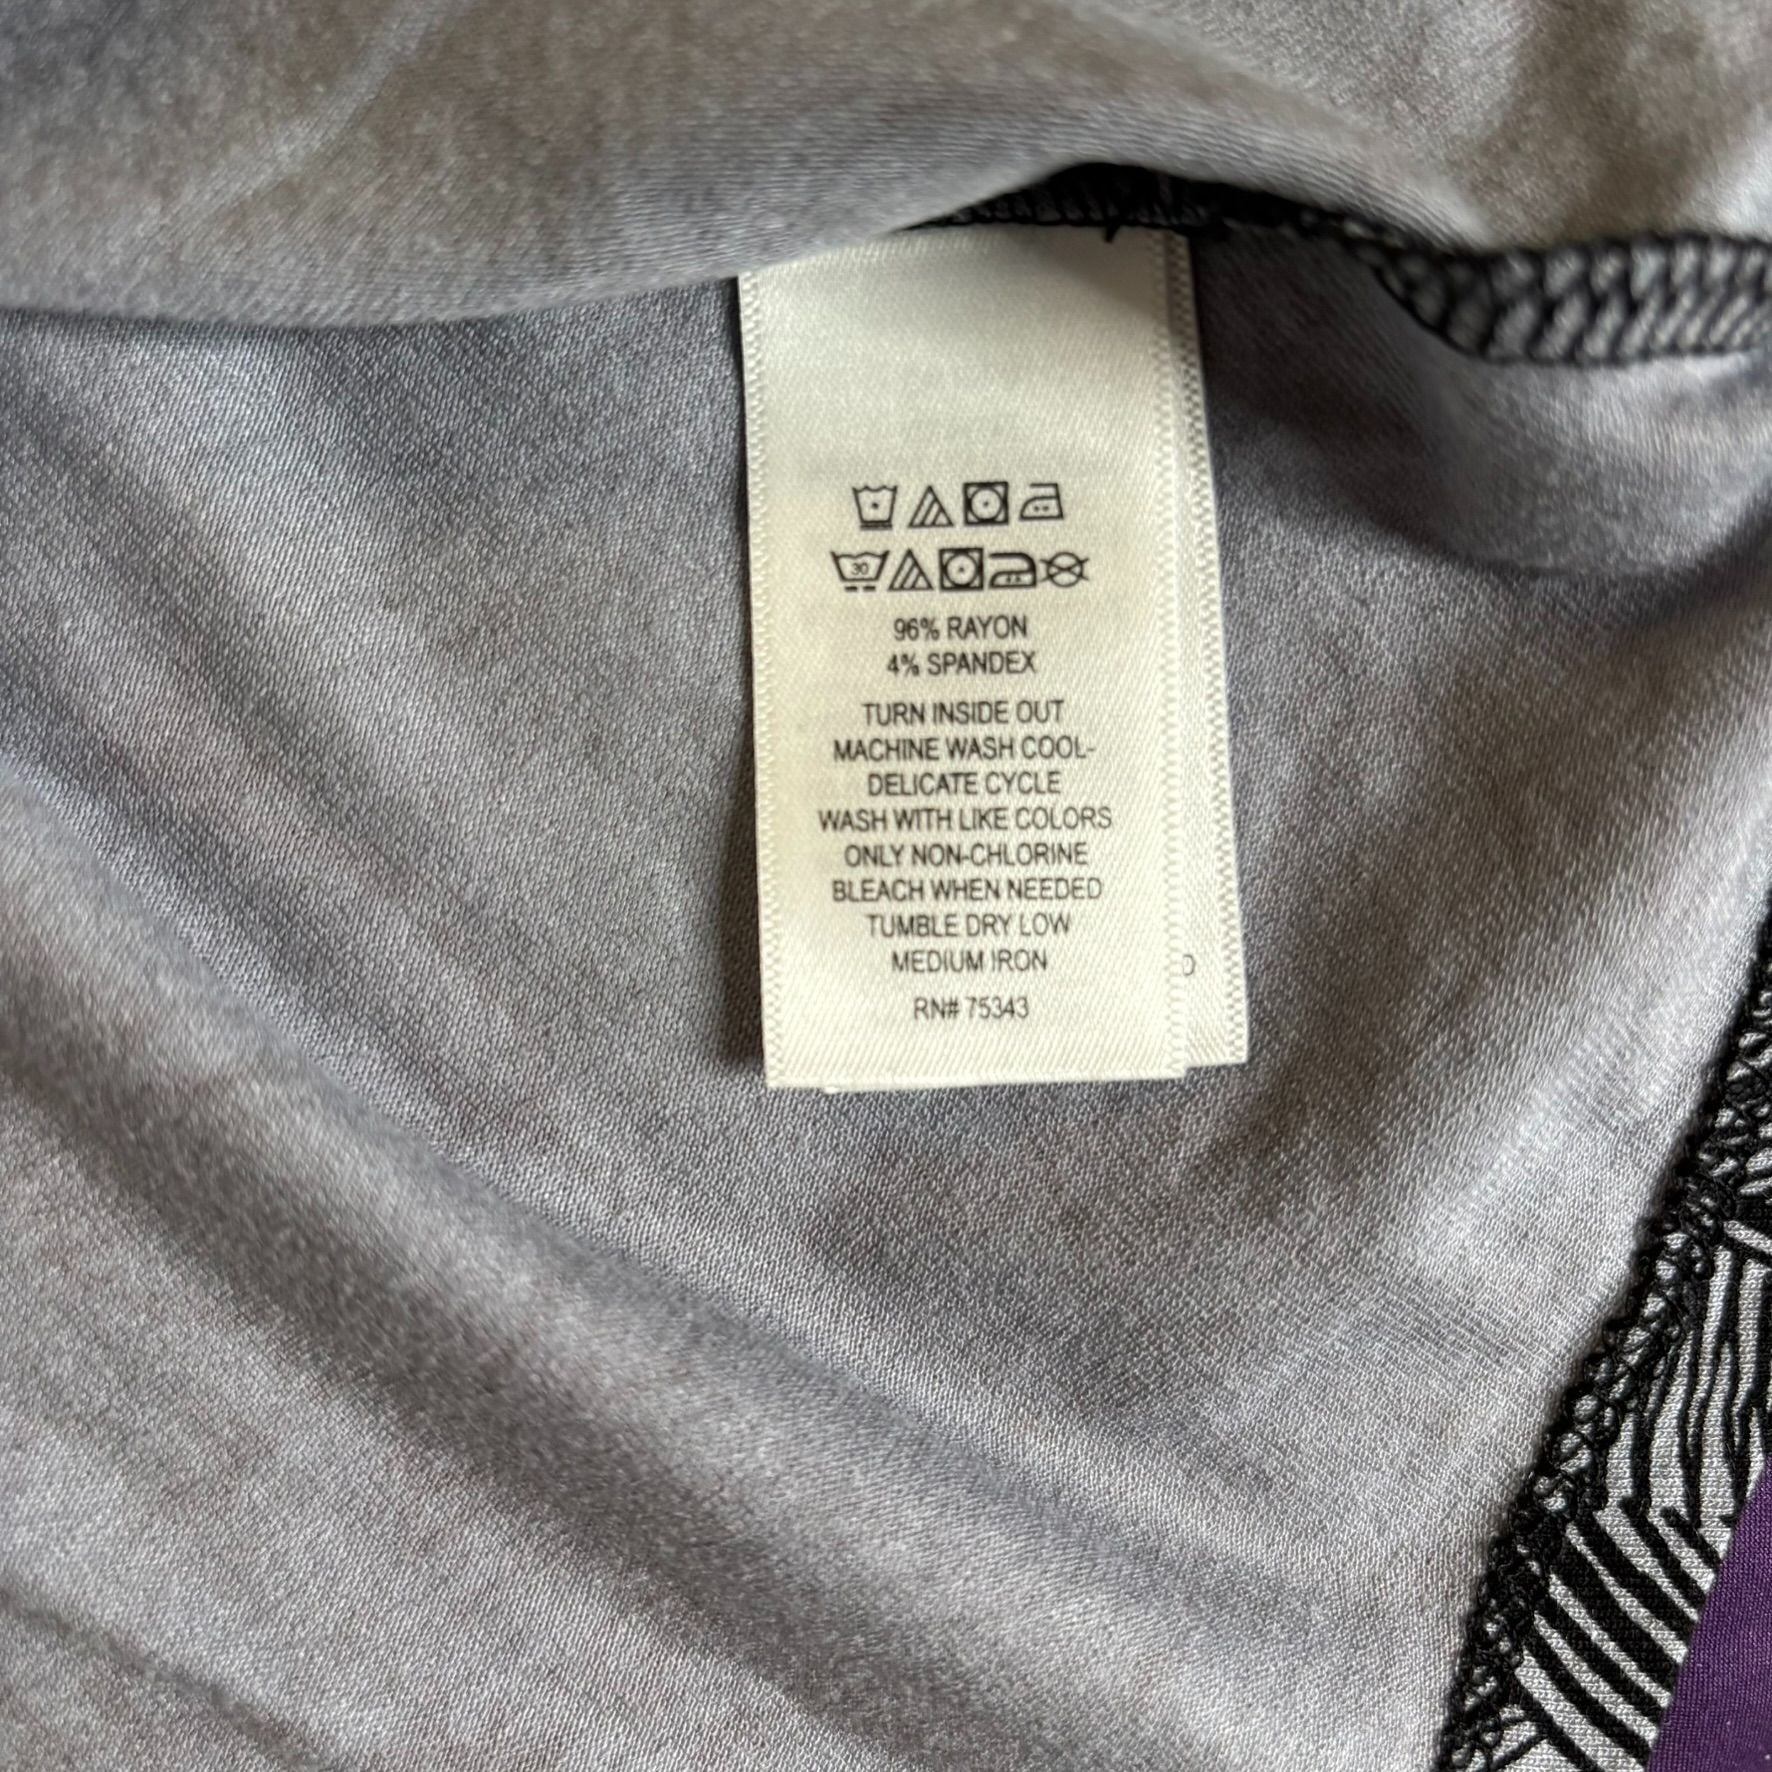 30
96% RAYON
4% SPANDEX
TURN INSIDE OUT
MACHINE WASH COOL-
DELICATE CYCLE
WASH WITH LIKE COLORS
ONLY NON-CHLORINE
BLEACH WHEN NEEDED
TUMBLE DRY LOW
MEDIUM IRON
RN# 75343
D